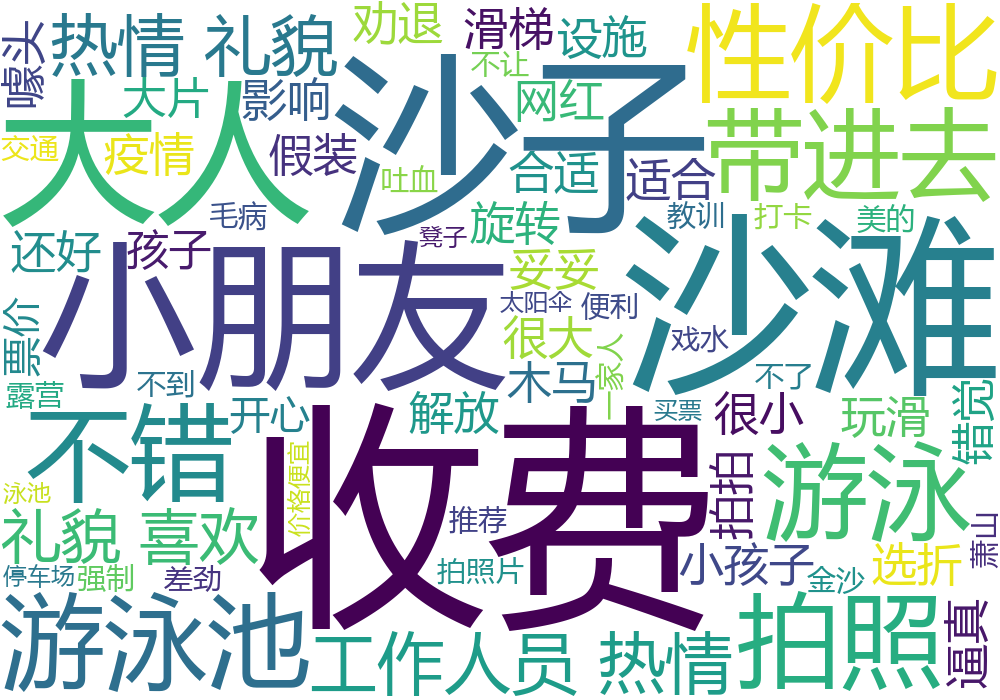 噱头
热情 礼貌
劝退
滑梯
设施
性价比
不让
大人
大片
影响
沙子
网红
带进去
交通
疫情
假装
吐血
合适
适合
毛病
教训
打卡
美的
还好
孩子
凳子
旋转
小朋友
妥妥
沙滩
票价
太阳伞
便利
很大
一家人
戏水
露营
不到
木马
不了
不错
开心
收费
解放
买票
很小
玩滑
错宽
泳池
价格便宜
拍拍
游泳
礼貌 喜欢
推荐
萧山
停车场
强制
差劲
拍照片
小孩子
金沙
选折
游泳池
工作人员
热情
拍照
逼真